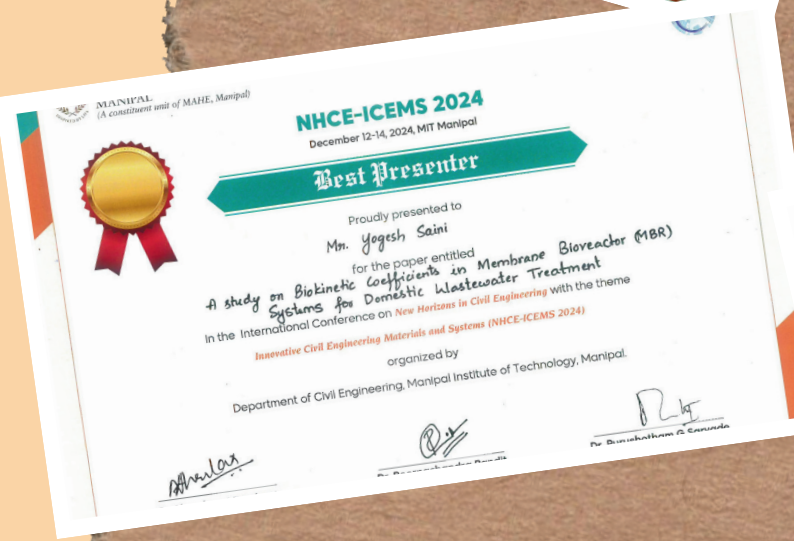 MANIPAL
(A constituent unit of MAHE, Manipal)
NHCE-ICEMS 2024
December 12-14, 2024, MIT Manipal
Best Presenter
Proudly presented to
Mr. Yogesh Saini
for the paper entitled
A study on Biokinetic Coefficients in Membrane Bioreactor (MBR)
Systems for Domestic Wastewater Treatment
In the International Conference on New Horizons in Civil Engineering with the theme
Innovative Civil Engineering Materials and Systems (NHCE-ICEMS 2024)
organized by
Department of Civil Engineering, Manipal Institute of Technology, Manipal.
Dr Purushotham G Sarvade